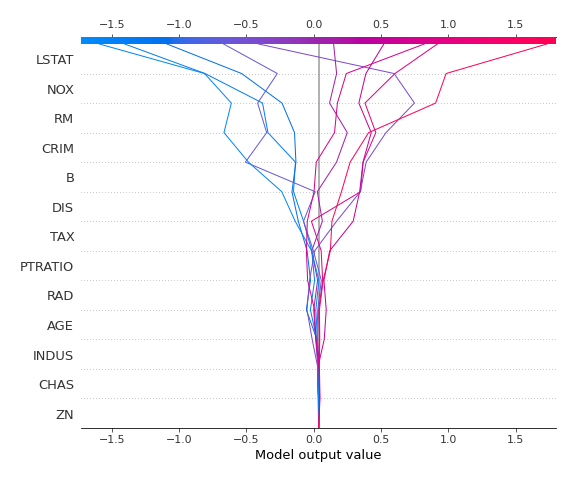 −1.5 −1.0 −0.5 0.0 0.5 1.0 1.5
LSTAT
NOX
RM
CRIM
B
DIS
TAX
PTRATIO
RAD
AGE
INDUS
CHAS
ZN
−1.5 −1.0 −0.5 0.0 0.5 1.0 1.5
Model output value